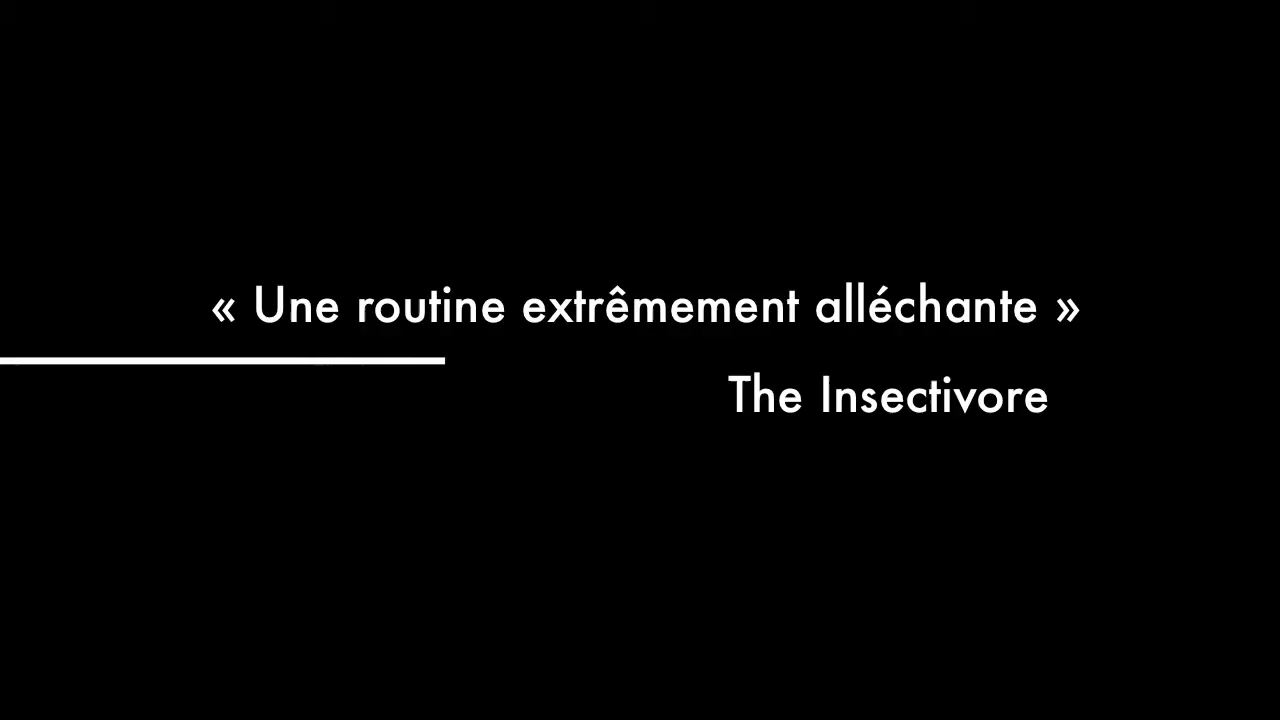 « Une routine extrêmement alléchante »
The Insectivore